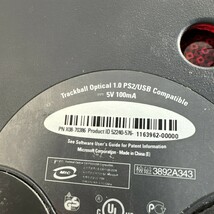 Trackball Optical 1.0 PS2/USB Compatible
5V 100mA
P/N X08-70386 Product ID 52240-576- 1163962-00000
See Software User's Guide for Patent Information
Microsoft Corporation - Made in China (E)
3892A343